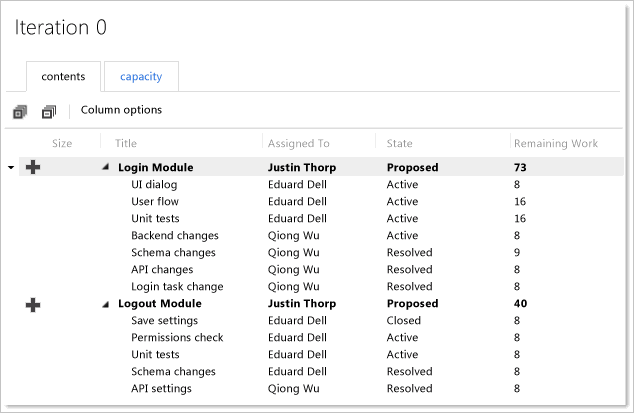 Iteration 0
contents capacity
Column options
Size Title Assigned To State Remaining Work
Login Module Justin Thorp Proposed 73
UI dialog Eduard Dell Active 8
User flow Eduard Dell Active 16
Unit tests Eduard Dell Active 16
Backend changes Qiong Wu Active 8
Schema changes Qiong Wu Resolved 9
API changes Qiong Wu Resolved 8
Login task change Qiong Wu Resolved 8
Logout Module Justin Thorp Proposed 40
Save settings Eduard Dell Closed 8
Permissions check Eduard Dell Active 8
Unit tests Eduard Dell Active 8
Schema changes Eduard Dell Resolved 8
API settings Qiong Wu Resolved 8